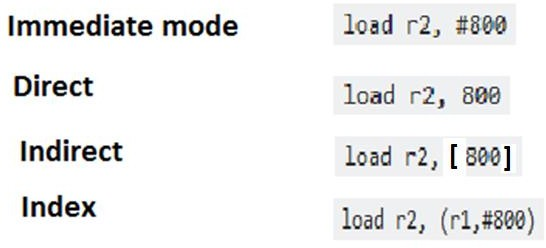 Immediate mode load r2, #800
Direct load r2, 800
Indirect load r2, [ 800]
Index load r2, (r1,#800)